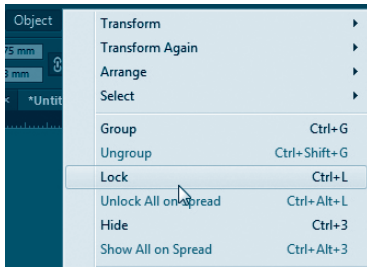 Object
Transform
75 mm
Transform Again
3 mm
Arrange
× *Untit
Select
Group Ctrl+G
Ungroup Ctrl+Shift+G
Lock Ctrl+L
Unlock All on Spread Ctrl+Alt+L
Hide Ctrl+3
Show All on Spread Ctrl+Alt+3